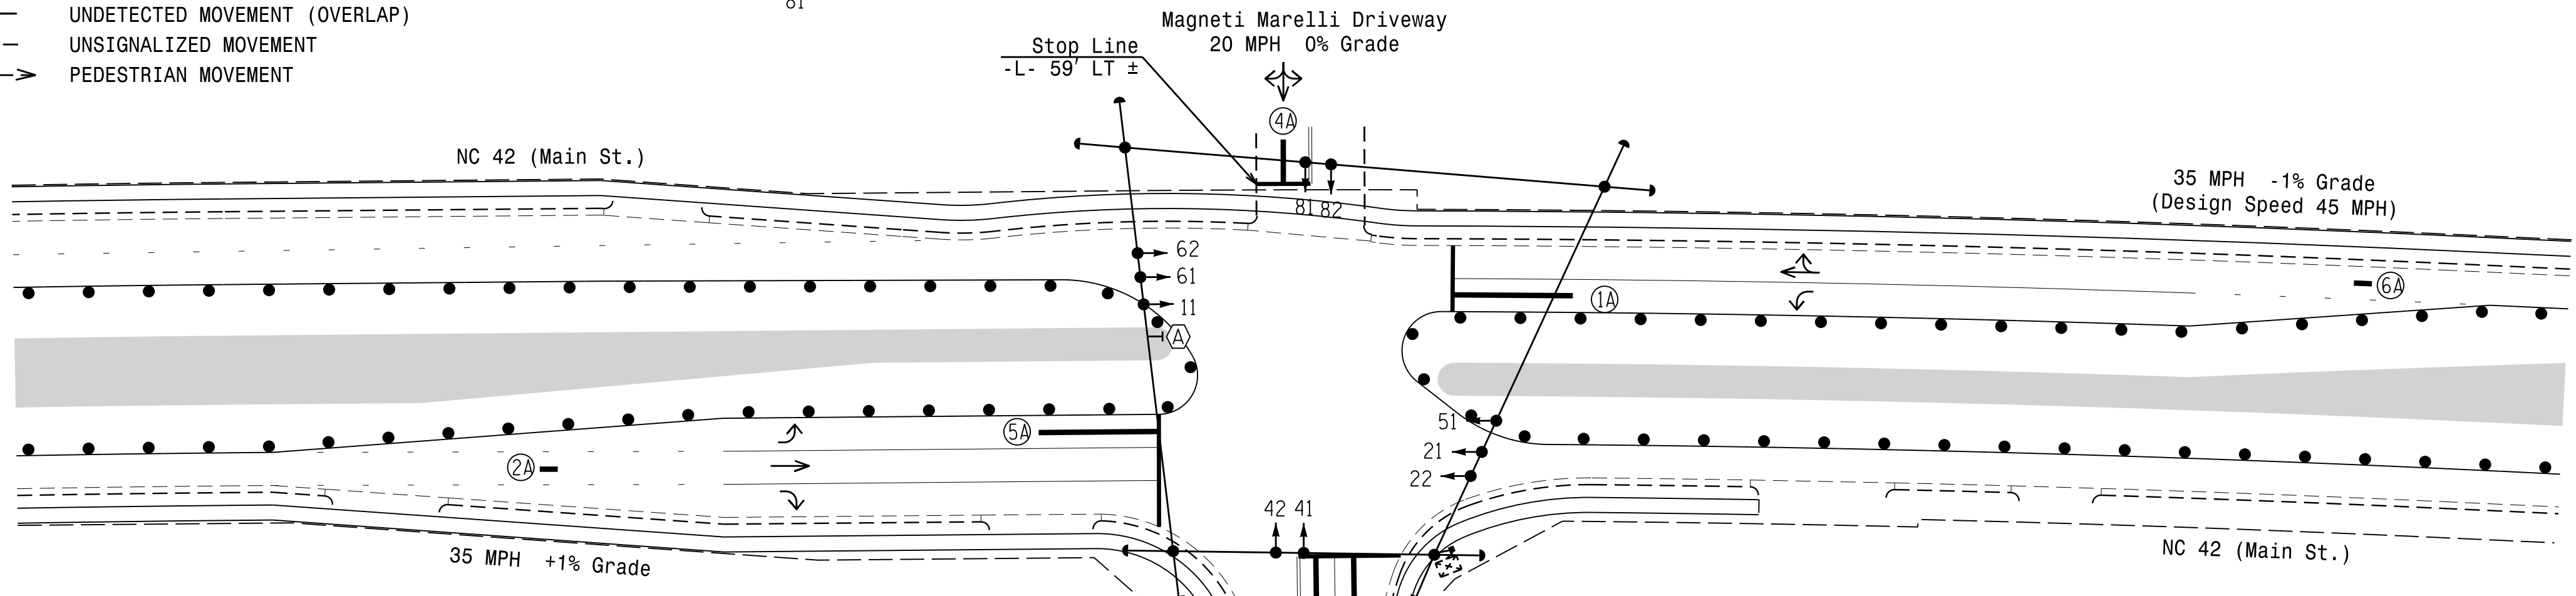 UNDETECTED MOVEMENT (OVERLAP)
UNSIGNALIZED MOVEMENT
PEDESTRIAN MOVEMENT
81
Magneti Marelli Driveway
20 MPH 0% Grade
Stop Line
-L- 59' LT ±
4A
NC 42 (Main St.)
35 MPH -1% Grade
(Design Speed 45 MPH)
81 82
62
61
11
A
1A
6A
5A
2A
51
21
22
42 41
35 MPH +1% Grade
NC 42 (Main St.)